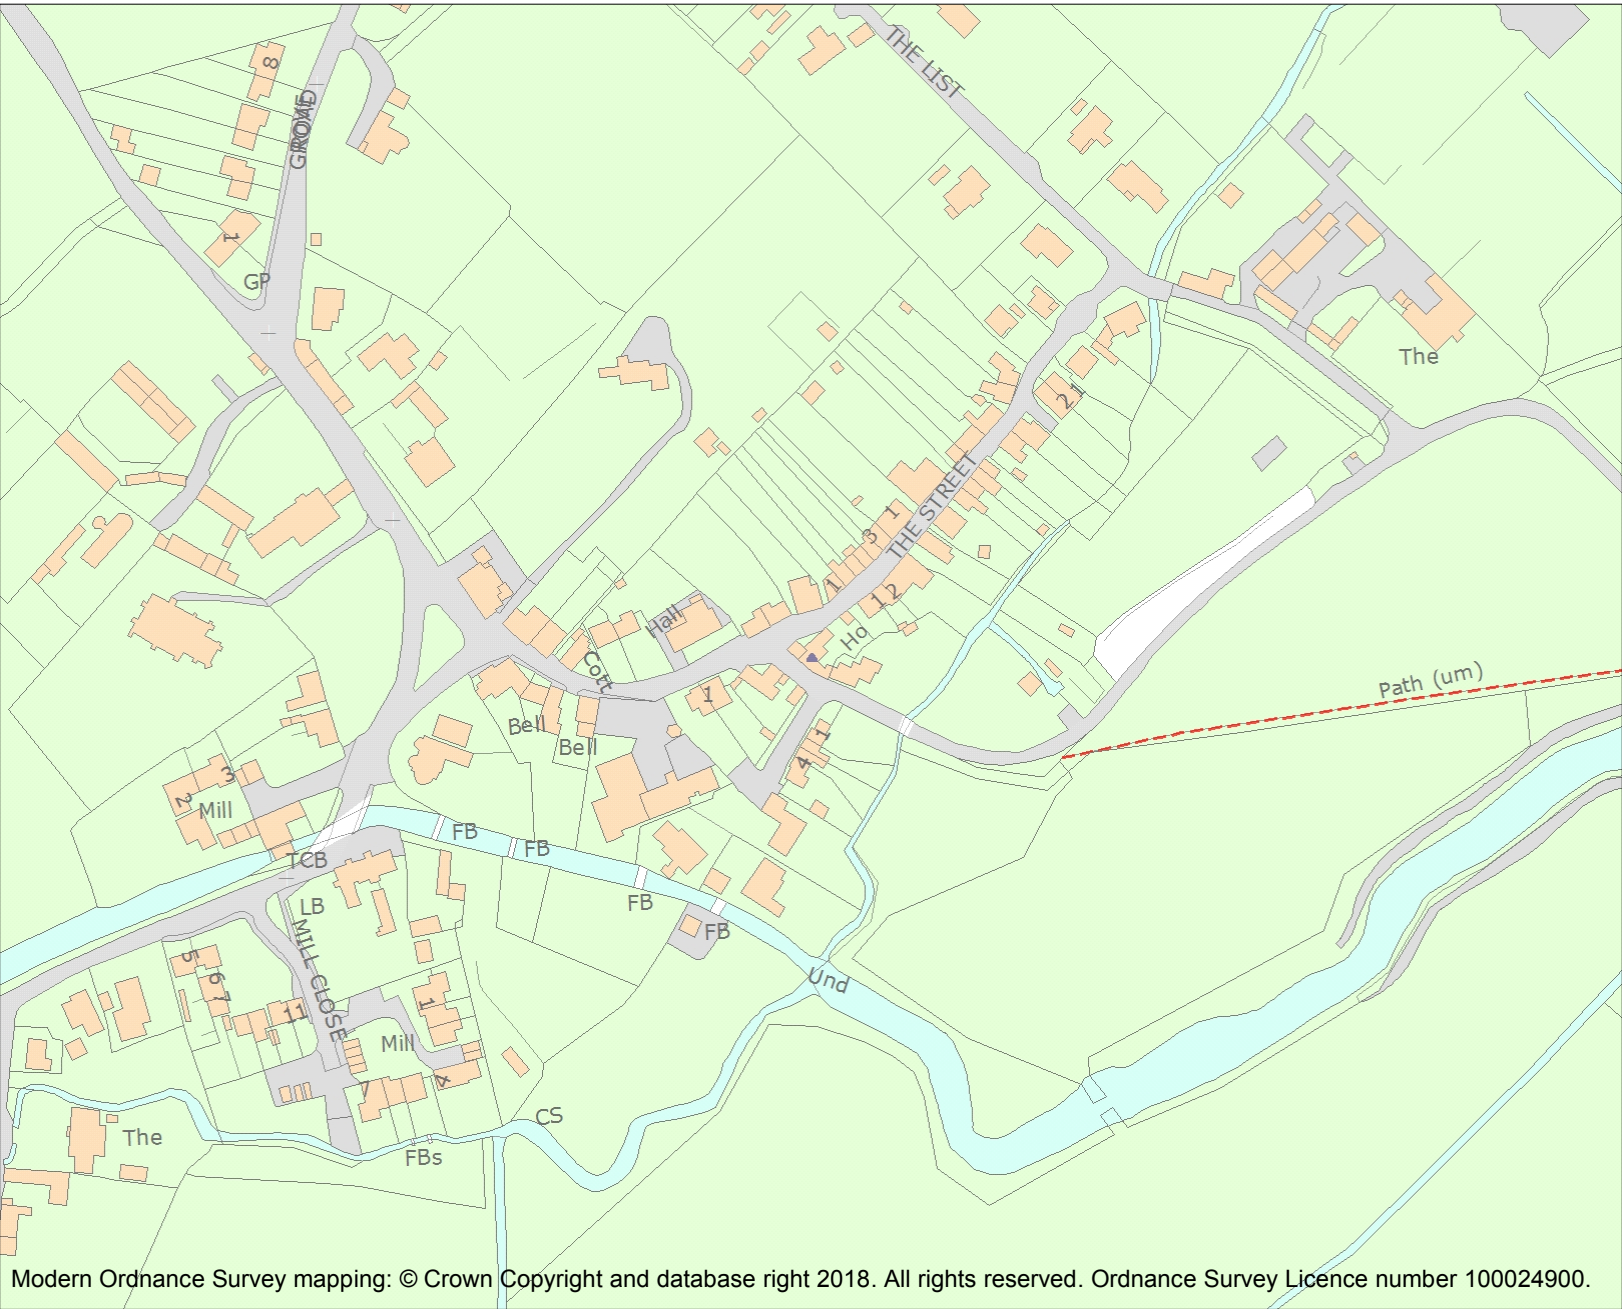 THE LIST
8
GROVE
ROAD
1
GP
The
2 1
THE STREET
1
3
1
1 2
Hall
Ho
Cott
1
Path (um)
Bell
Bell
1
4
3
2
Mill
FB
FB
TCB
FB
LB
FB
MILL CLOSE
5
6
7
Und
1
11
Mill
7
4
CS
The
FBs
Modern Ordnance Survey mapping: © Crown Copyright and database right 2018. All rights reserved. Ordnance Survey Licence number 100024900.